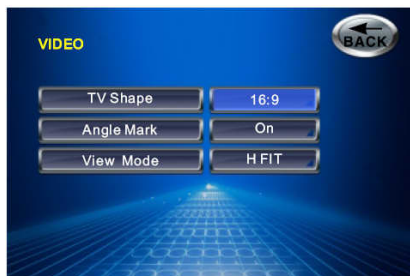 VIDEO
BACK
TV Shape 16:9
Angle Mark On
View Mode H FIT